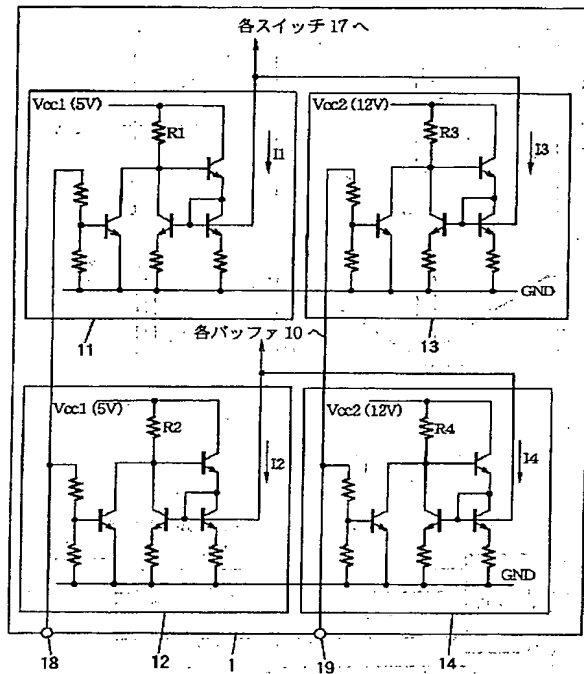 各スイッチ 17 へ
Vcc1 (5V)
R1
I1
Vcc2 (12V)
R3
I3
GND
11
13
各バッファ 10 へ
Vcc1 (5V)
R2
I2
Vcc2 (12V)
R4
I4
GND
18
12
1
19
14